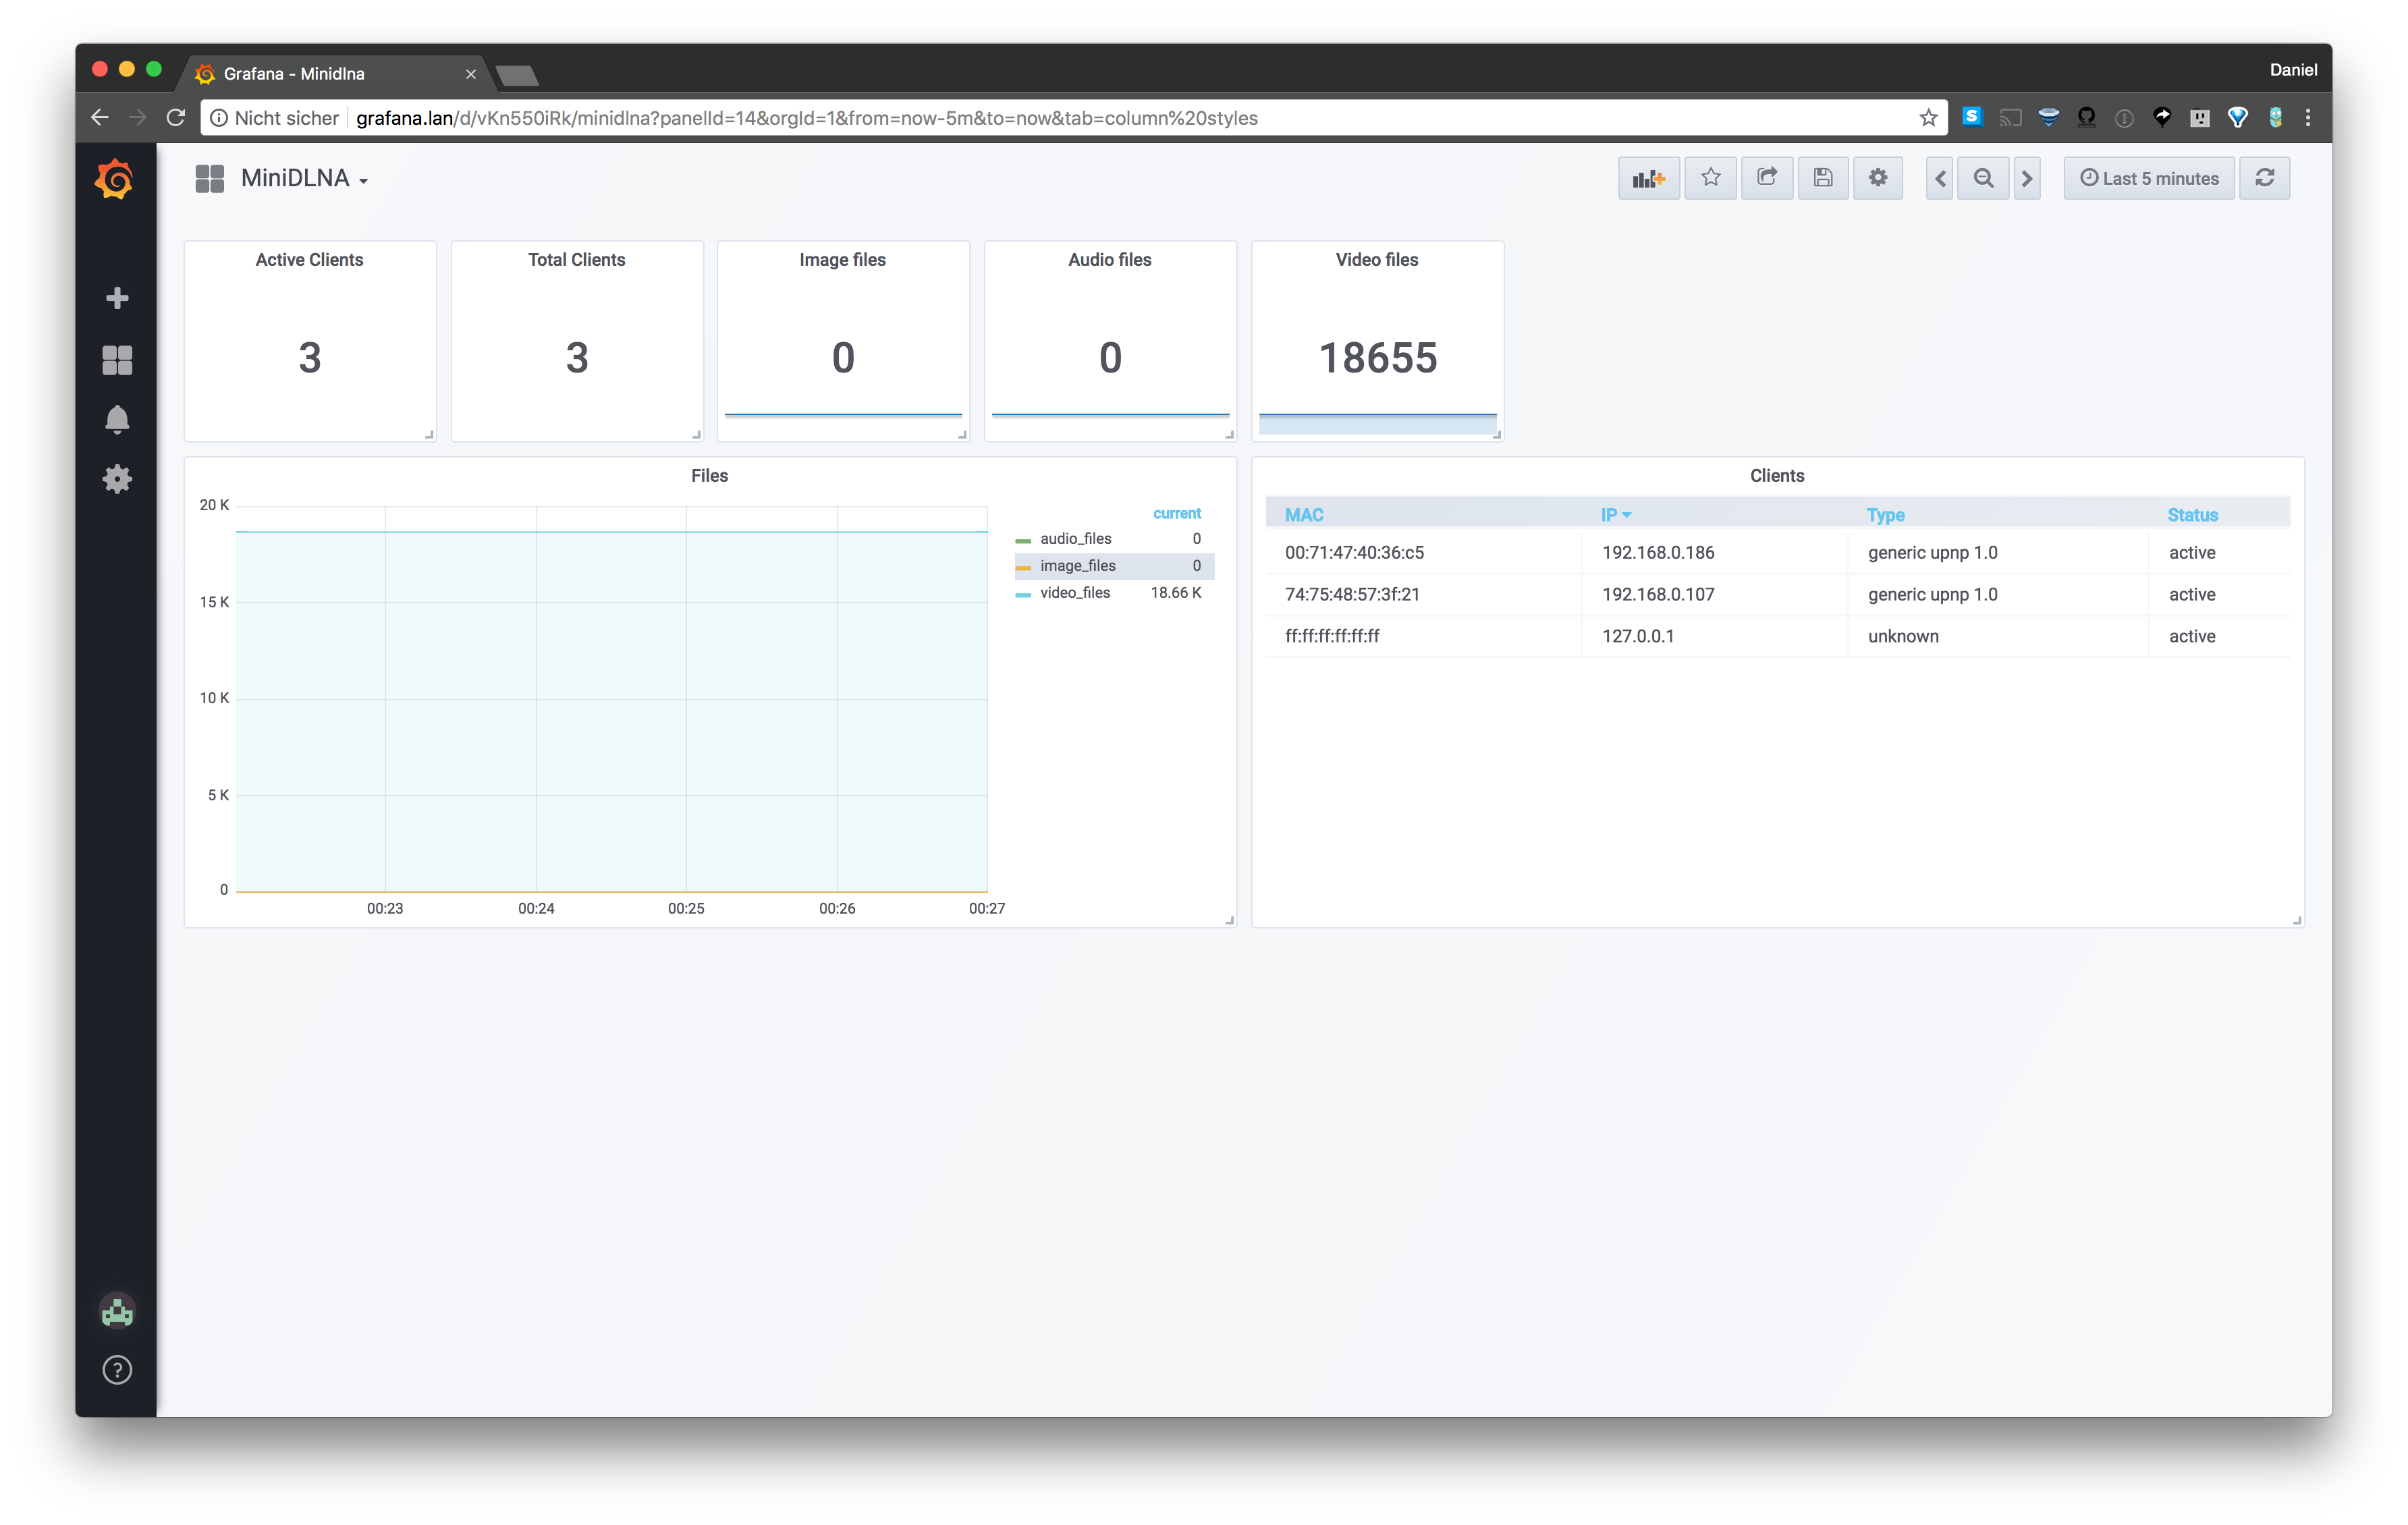 Grafana - Minidlna
Daniel
Nicht sicher grafana.lan/d/vKn550iRk/minidlna?panelId=14&orgId=1&from=now-5m&to=now&tab=column%20styles
S
MiniDLNA
Last 5 minutes
Active Clients
3
Total Clients
3
Image files
0
Audio files
0
Video files
18655
Files
20 K
15 K
10 K
5 K
0
00:23 00:24 00:25 00:26 00:27
current
audio_files 0
image_files 0
video_files 18.66 K
Clients
MAC IP Type Status
00:71:47:40:36:c5 192.168.0.186 generic upnp 1.0 active
74:75:48:57:3f:21 192.168.0.107 generic upnp 1.0 active
ff:ff:ff:ff:ff:ff 127.0.0.1 unknown active
?